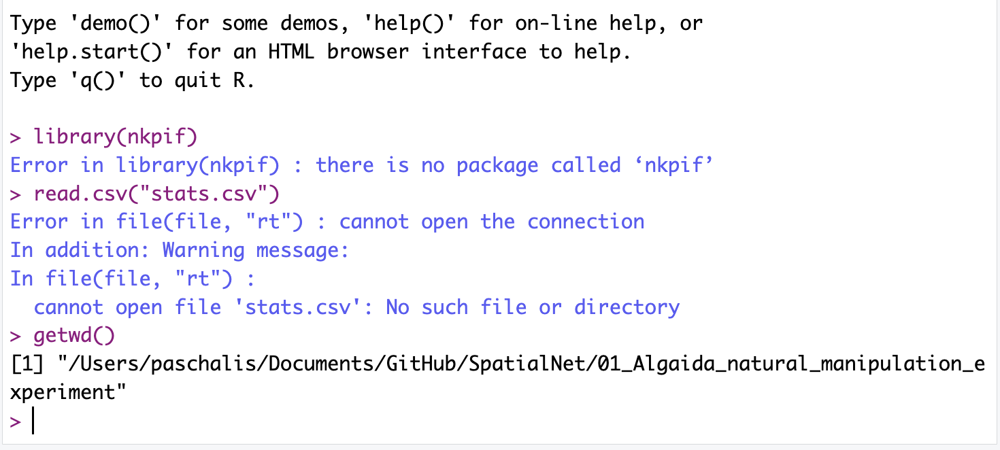 Type 'demo()' for some demos, 'help()' for on-line help, or
'help.start()' for an HTML browser interface to help.
Type 'q()' to quit R.
> library(nkpif)
Error in library(nkpif) : there is no package called ‘nkpif’
> read.csv("stats.csv")
Error in file(file, "rt") : cannot open the connection
In addition: Warning message:
In file(file, "rt") :
  cannot open file 'stats.csv': No such file or directory
> getwd()
[1] "/Users/paschalis/Documents/GitHub/SpatialNet/01_Algaida_natural_manipulation_e
xperiment"
>